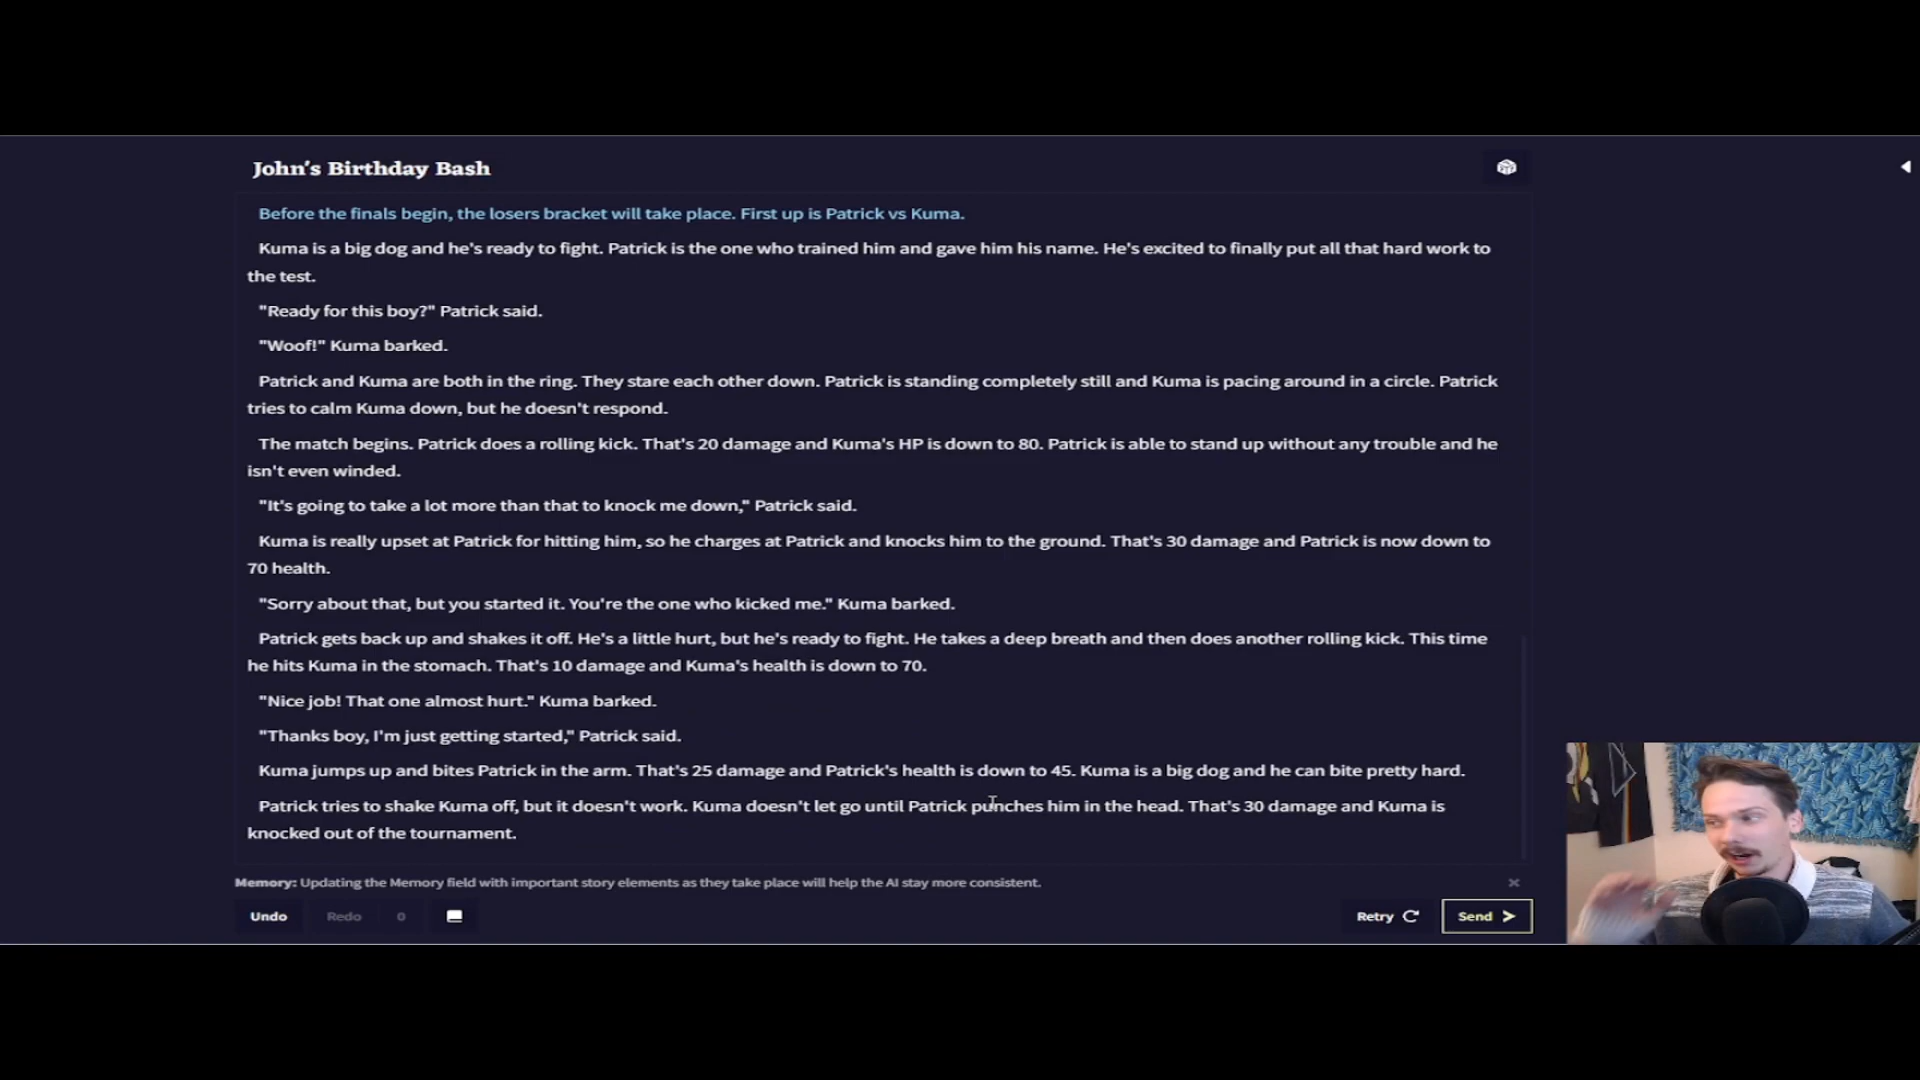 John's Birthday Bash
Before the finals begin, the losers bracket will take place. First up is Patrick vs Kuma.
Kuma is a big dog and he's ready to fight. Patrick is the one who trained him and gave him his name. He's excited to finally put all that hard work to
the test.
"Ready for this boy?" Patrick said.
"Woof!" Kuma barked.
Patrick and Kuma are both in the ring. They stare each other down. Patrick is standing completely still and Kuma is pacing around in a circle. Patrick
tries to calm Kuma down, but he doesn't respond.
The match begins. Patrick does a rolling kick. That's 20 damage and Kuma's HP is down to 80. Patrick is able to stand up without any trouble and he
isn't even winded.
"It's going to take a lot more than that to knock me down," Patrick said.
Kuma is really upset at Patrick for hitting him, so he charges at Patrick and knocks him to the ground. That's 30 damage and Patrick is now down to
70 health.
"Sorry about that, but you started it. You're the one who kicked me." Kuma barked.
Patrick gets back up and shakes it off. He's a little hurt, but he's ready to fight. He takes a deep breath and then does another rolling kick. This time
he hits Kuma in the stomach. That's 10 damage and Kuma's health is down to 70.
"Nice job! That one almost hurt." Kuma barked.
"Thanks boy, I'm just getting started," Patrick said.
Kuma jumps up and bites Patrick in the arm. That's 25 damage and Patrick's health is down to 45. Kuma is a big dog and he can bite pretty hard.
Patrick tries to shake Kuma off, but it doesn't work. Kuma doesn't let go until Patrick punches him in the head. That's 30 damage and Kuma is
knocked out of the tournament.
Memory: Updating the Memory field with important story elements as they take place will help the AI stay more consistent.
Undo Redo 0 Retry Send